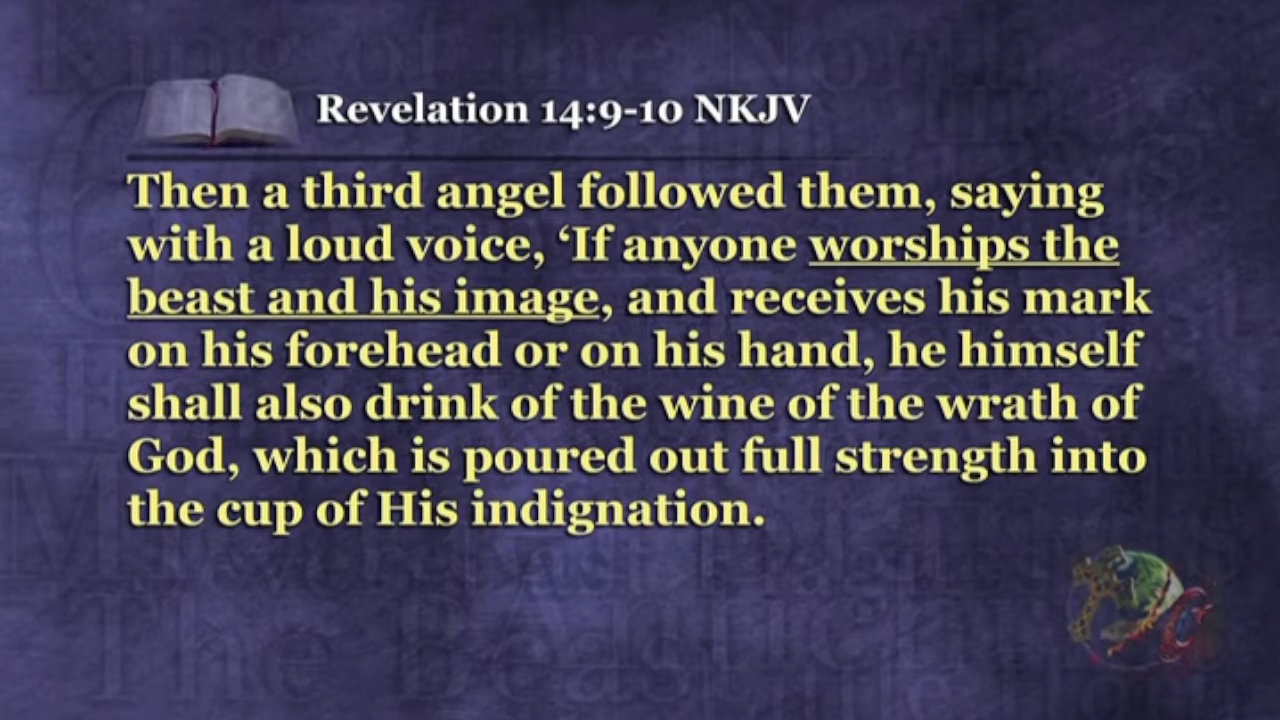 Revelation 14:9-10 NKJV
Then a third angel followed them, saying
with a loud voice, ‘If anyone worships the
beast and his image, and receives his mark
on his forehead or on his hand, he himself
shall also drink of the wine of the wrath of
God, which is poured out full strength into
the cup of His indignation.